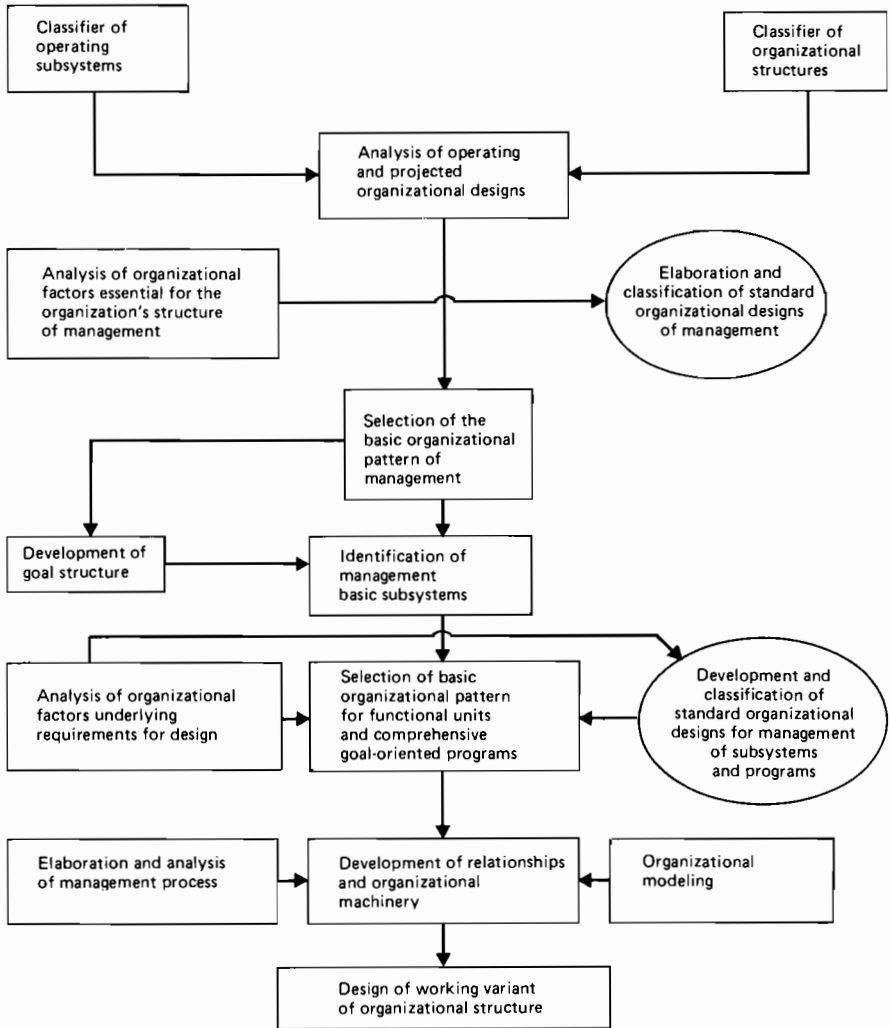 Classifier of
operating
subsystems
Classifier of
organizational
structures
Analysis of operating
and projected
organizational designs
Analysis of organizational
factors essential for the
organization's structure
of management
Elaboration and
classification of standard
organizational designs
of management
Selection of the
basic organizational
pattern of
management
Development of
goal structure
Identification of
management
basic subsystems
Analysis of organizational
factors underlying
requirements for design
Selection of basic
organizational pattern
for functional units
and comprehensive
goal-oriented programs
Development and
classification of
standard organizational
designs for management
of subsystems
and programs
Elaboration and analysis
of management process
Development of relationships
and organizational
machinery
Organizational
modeling
Design of working variant
of organizational structure